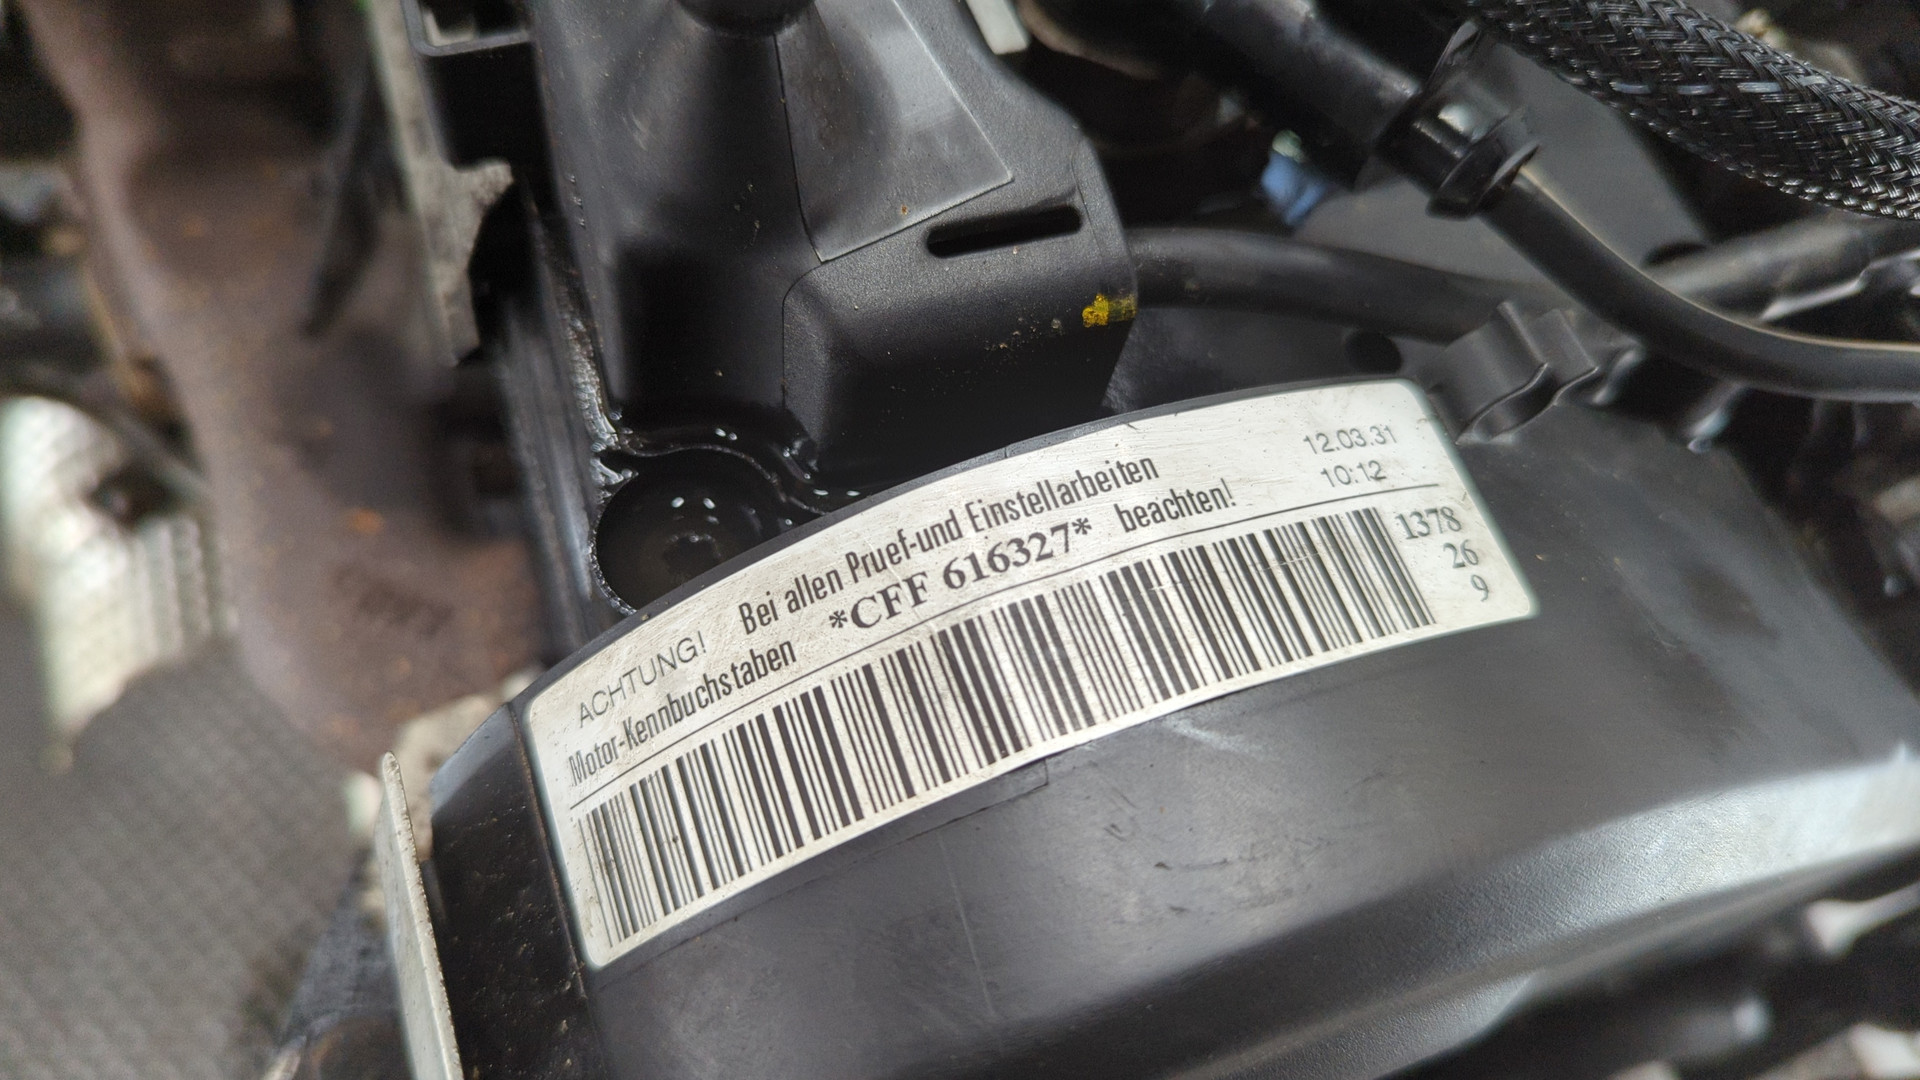 ACHTUNG! Bei allen Pruef-und Einstellarbeiten
Motor-Kennbuchstaben *CFF 616327* beachten!
12.03.31
10:12
1378
26
9